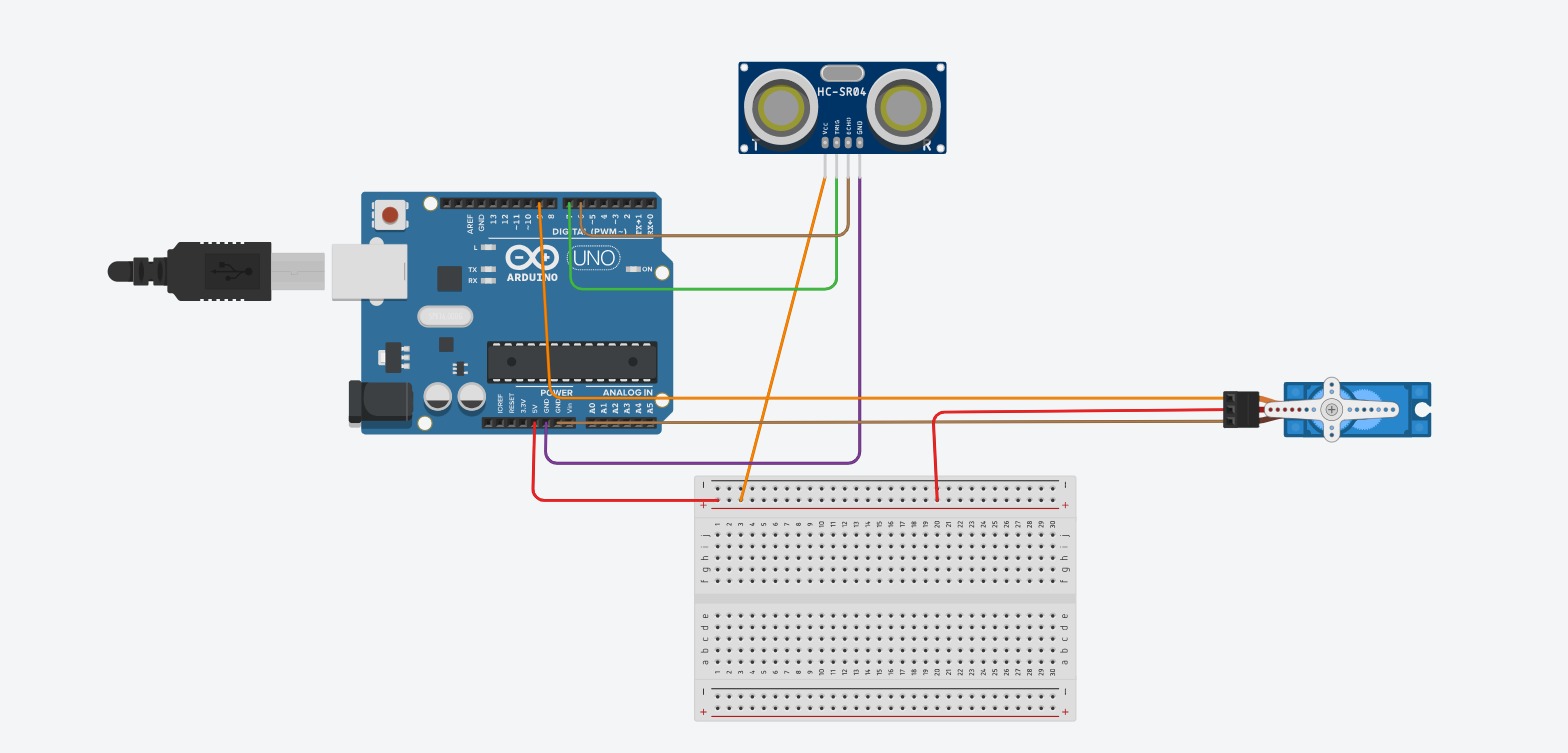 HC-SR04
VCC
TRIG
ECHO
GND
T
R
AREF
GND
13
12
~11
~10
8
~5
4
~3
2
TX→1
RX←0
DIGITAL (PWM~)
L
TX
RX
ARDUINO
UNO
ON
POWER
ANALOG IN
IOREF
RESET
3.3V
5V
GND
GND
Vin
A0
A1
A2
A3
A4
A5
− −
+ +
1 2 3 4 5 6 7 8 9 10 11 12 13 14 15 16 17 18 19 20 21 22 23 24 25 26 27 28 29 30
j j
i i
h h
g g
f f
e e
d d
c c
b b
a a
1 2 3 4 5 6 7 8 9 10 11 12 13 14 15 16 17 18 19 20 21 22 23 24 25 26 27 28 29 30
− −
+ +